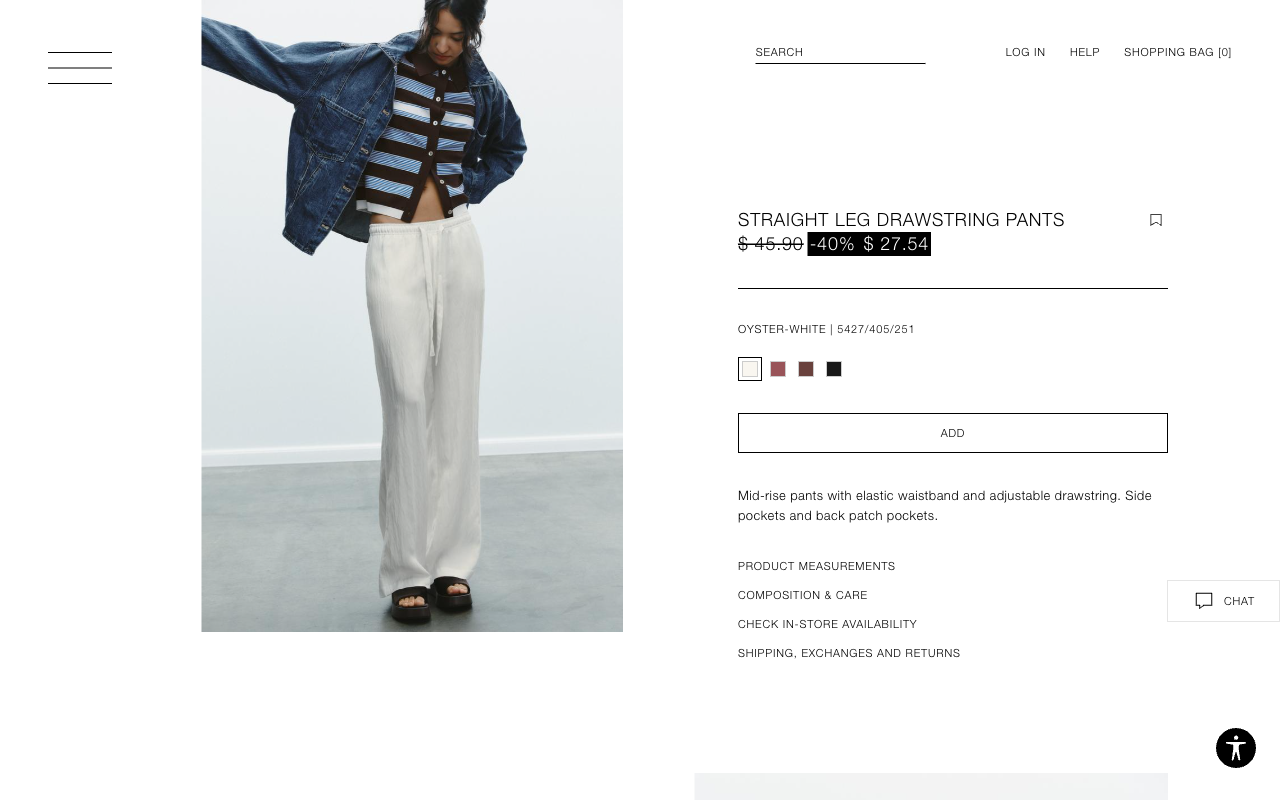 SEARCH
LOG IN
HELP
SHOPPING BAG [0]
STRAIGHT LEG DRAWSTRING PANTS
$ 45.90 -40% $ 27.54
OYSTER-WHITE | 5427/405/251
ADD
Mid-rise pants with elastic waistband and adjustable drawstring. Side
pockets and back patch pockets.
PRODUCT MEASUREMENTS
COMPOSITION & CARE
CHECK IN-STORE AVAILABILITY
SHIPPING, EXCHANGES AND RETURNS
CHAT